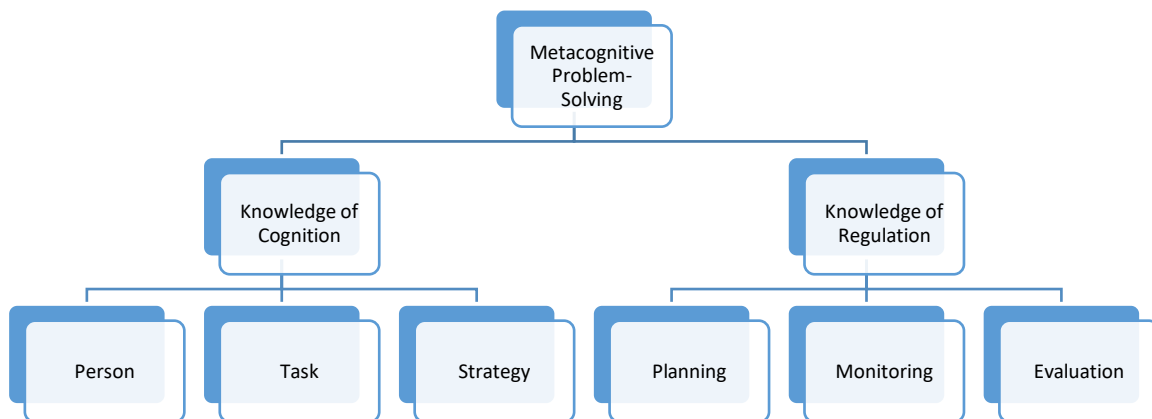 Metacognitive
Problem-
Solving
Knowledge of
Cognition
Knowledge of
Regulation
Person
Task
Strategy
Planning
Monitoring
Evaluation